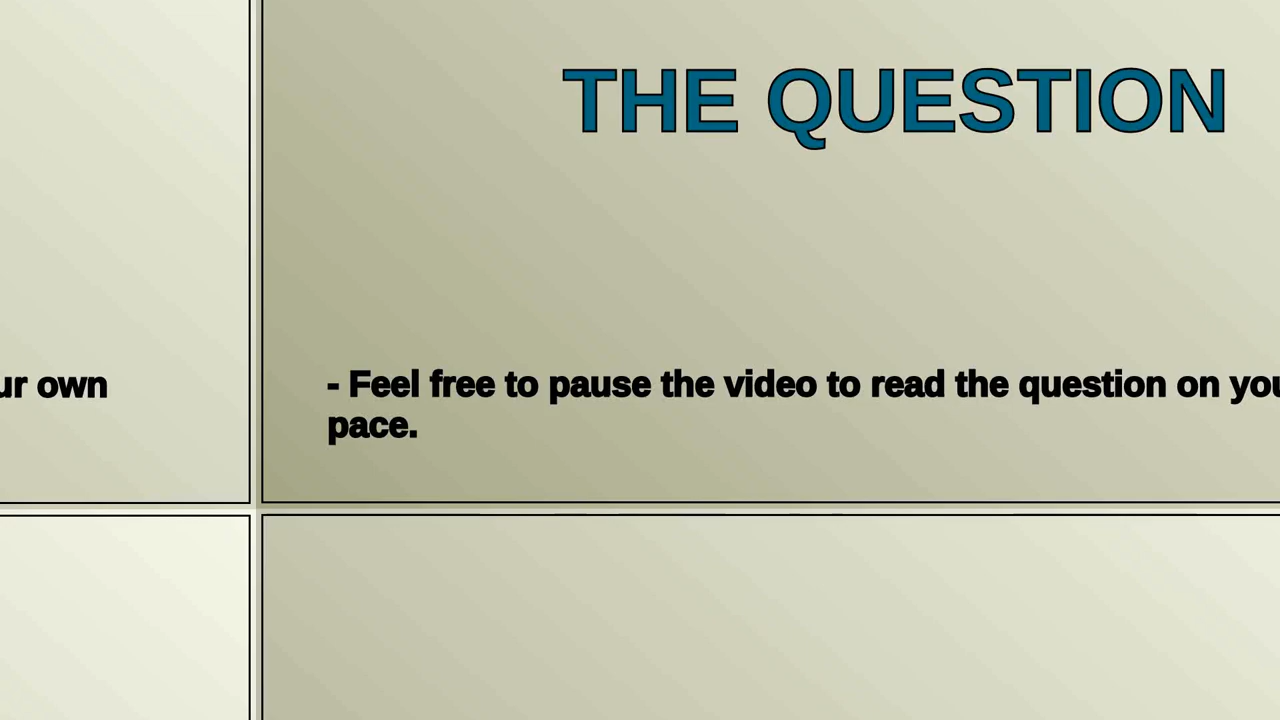 THE QUESTION
ur own
- Feel free to pause the video to read the question on you
pace.